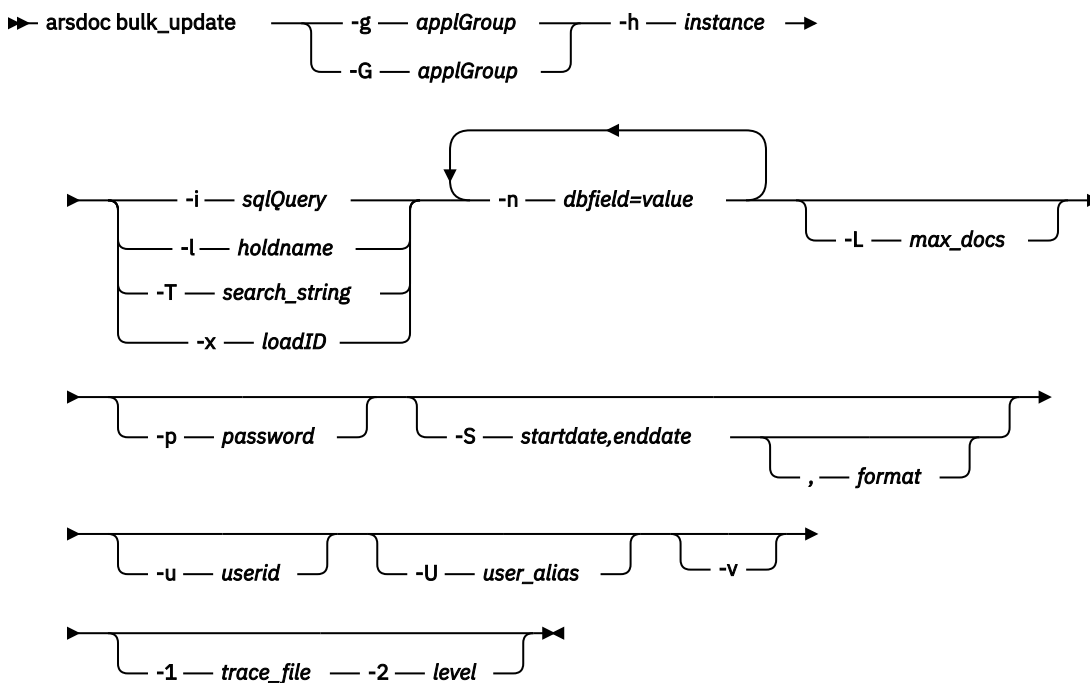 arsdoc bulk_update -g applGroup -h instance
-G applGroup
-i sqlQuery -n dbfield=value
-l holdname -L max_docs
-T search_string
-x loadID
-p password -S startdate,enddate
, format
-u userid -U user_alias -v
-1 trace_file -2 level